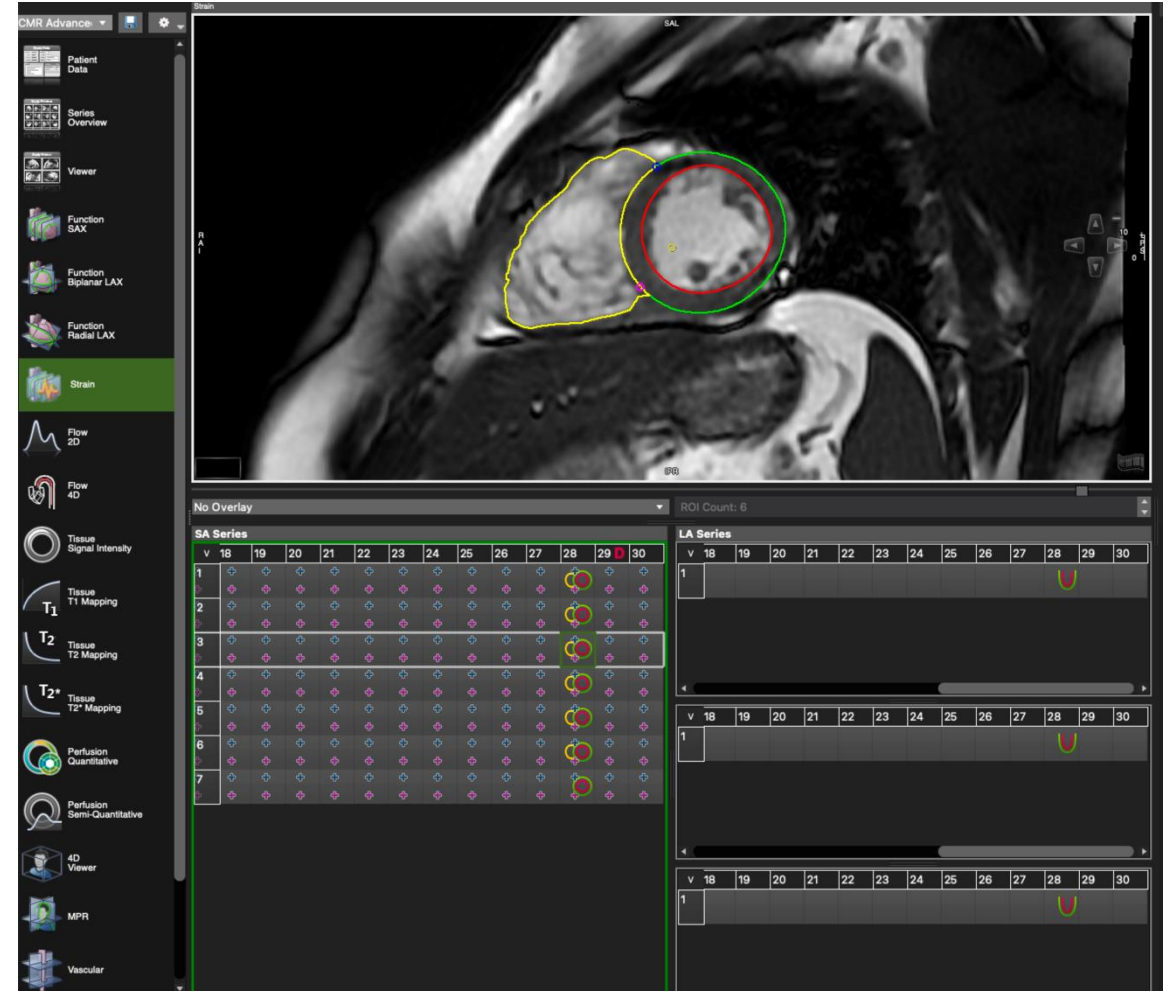 Strain
CMR Advance
Patient
Data
Series
Overview
Viewer
Function
SAX
Function
Biplanar LAX
Function
Radial LAX
Strain
Flow
2D
Flow
4D
Tissue
Signal Intensity
T1
Tissue
T1 Mapping
T2
Tissue
T2 Mapping
T2*
Tissue
T2* Mapping
Perfusion
Quantitative
Perfusion
Semi-Quantitative
4D
Viewer
MPR
Vascular
SAL
R
A
I
10
0
IPR
No Overlay
ROI Count: 6
SA Series
v 18 19 20 21 22 23 24 25 26 27 28 29 D 30
1
2
3
4
5
6
7
LA Series
v 18 19 20 21 22 23 24 25 26 27 28 29 30
1
v 18 19 20 21 22 23 24 25 26 27 28 29 30
1
v 18 19 20 21 22 23 24 25 26 27 28 29 30
1